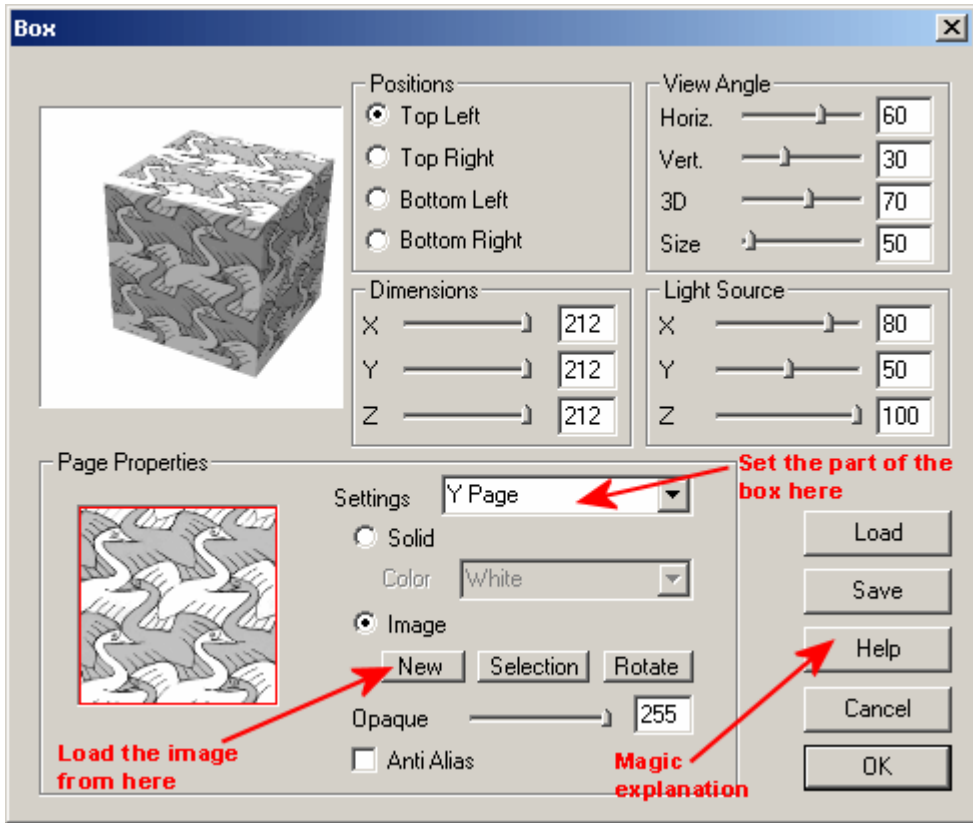 Box
Positions
Top Left
Top Right
Bottom Left
Bottom Right
View Angle
Horiz. 60
Vert. 30
3D 70
Size 50
Dimensions
X 212
Y 212
Z 212
Light Source
X 80
Y 50
Z 100
Page Properties
Settings Y Page
Set the part of the
box here
Solid
Color White
Image
New Selection Rotate
Opaque 255
Anti Alias
Load the image
from here
Magic
explanation
Load
Save
Help
Cancel
OK